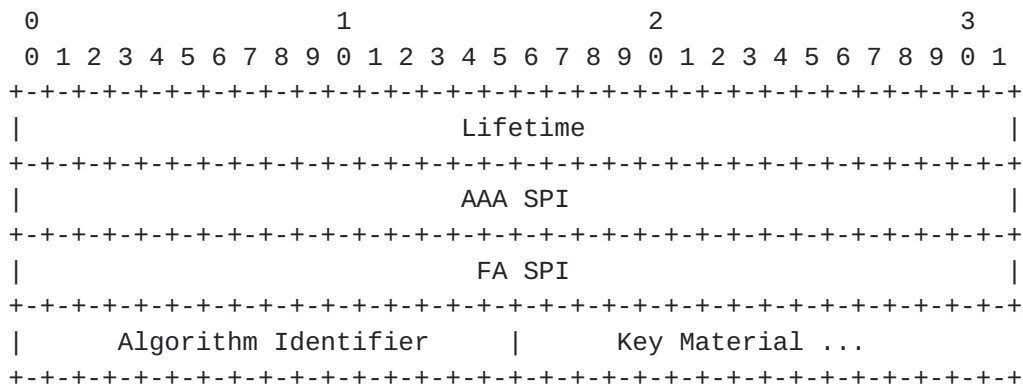 0                   1                   2                   3
 0 1 2 3 4 5 6 7 8 9 0 1 2 3 4 5 6 7 8 9 0 1 2 3 4 5 6 7 8 9 0 1
+-+-+-+-+-+-+-+-+-+-+-+-+-+-+-+-+-+-+-+-+-+-+-+-+-+-+-+-+-+-+-+-+
|                            Lifetime                           |
+-+-+-+-+-+-+-+-+-+-+-+-+-+-+-+-+-+-+-+-+-+-+-+-+-+-+-+-+-+-+-+-+
|                            AAA SPI                            |
+-+-+-+-+-+-+-+-+-+-+-+-+-+-+-+-+-+-+-+-+-+-+-+-+-+-+-+-+-+-+-+-+
|                             FA SPI                            |
+-+-+-+-+-+-+-+-+-+-+-+-+-+-+-+-+-+-+-+-+-+-+-+-+-+-+-+-+-+-+-+-+
|      Algorithm Identifier     |       Key Material ...
+-+-+-+-+-+-+-+-+-+-+-+-+-+-+-+-+-+-+-+-+-+-+-+-+-+-+-+-+-+-+-+-+